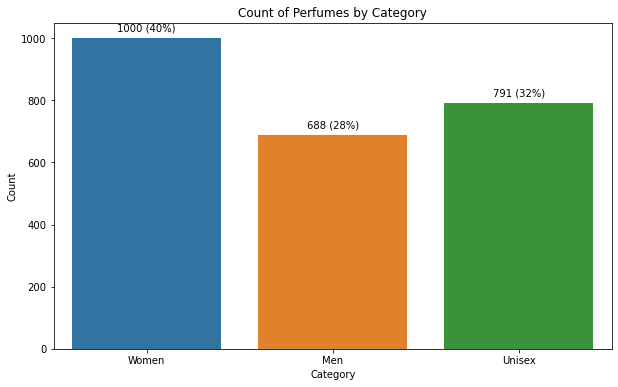 Count of Perfumes by Category
1000 (40%)
688 (28%)
791 (32%)
Count
1000
800
600
400
200
0
Women Men Unisex
Category